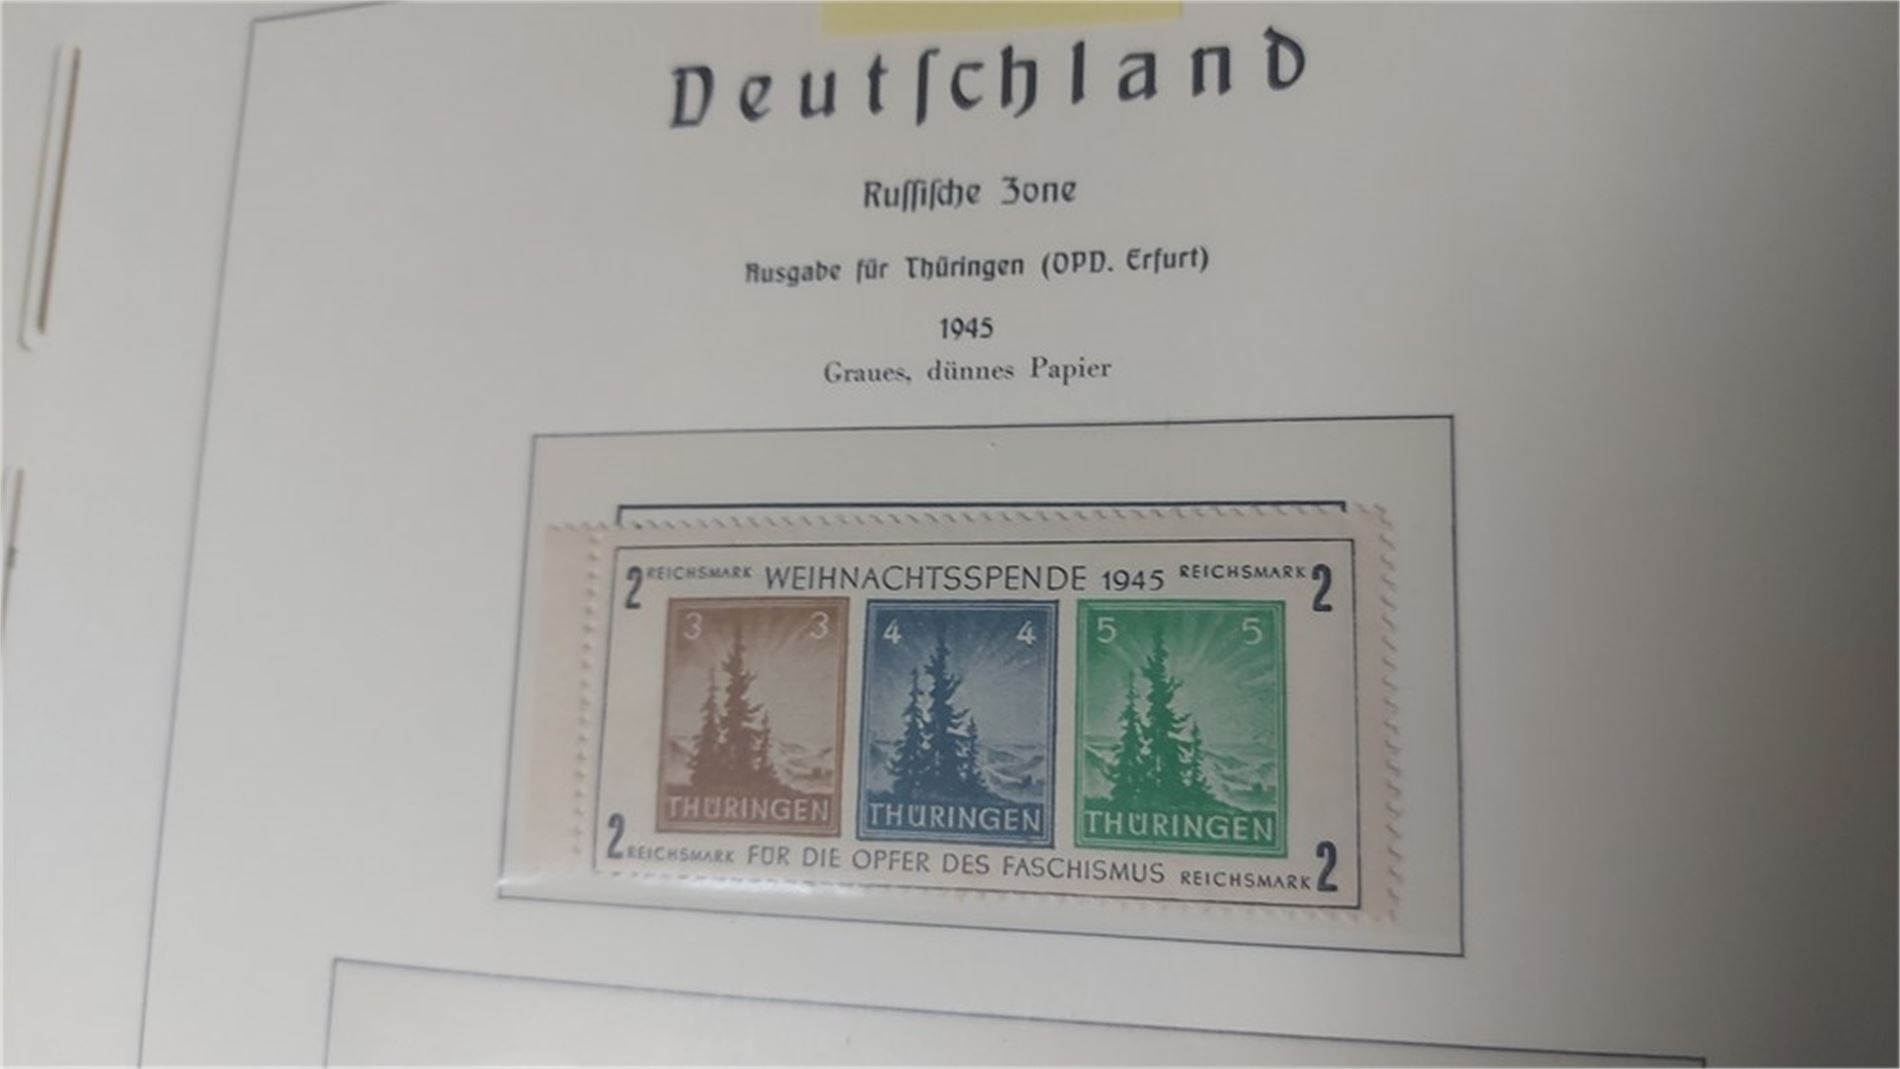 Deutſchland
Ruſſiſche Zone
Ausgabe für Thüringen (OPD. Erfurt)
1945
Graues, dünnes Papier
2 REICHSMARK WEIHNACHTSSPENDE 1945 REICHSMARK 2
3 3 4 4 5 5
THÜRINGEN THÜRINGEN THÜRINGEN
2 REICHSMARK FÜR DIE OPFER DES FASCHISMUS REICHSMARK 2